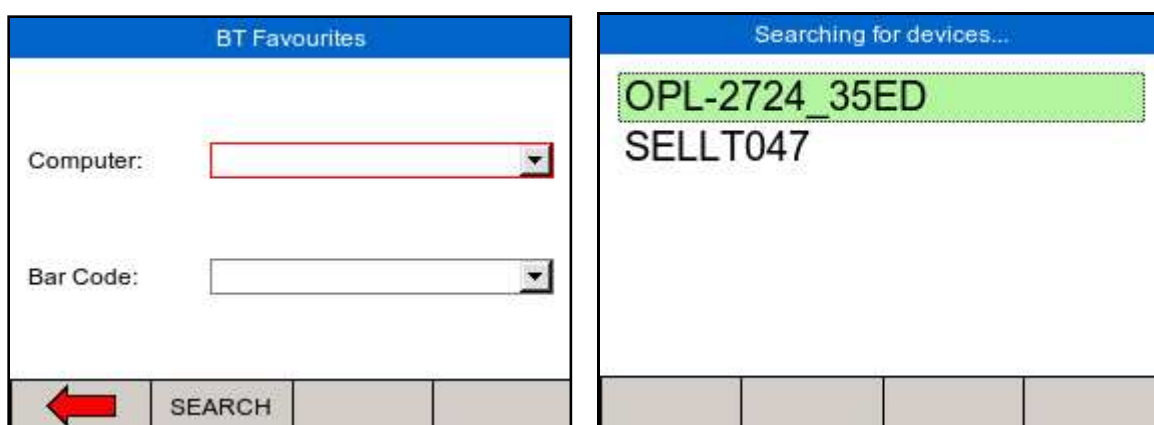 BT Favourites
Computer:
Bar Code:
SEARCH
Searching for devices...
OPL-2724_35ED
SELLT047